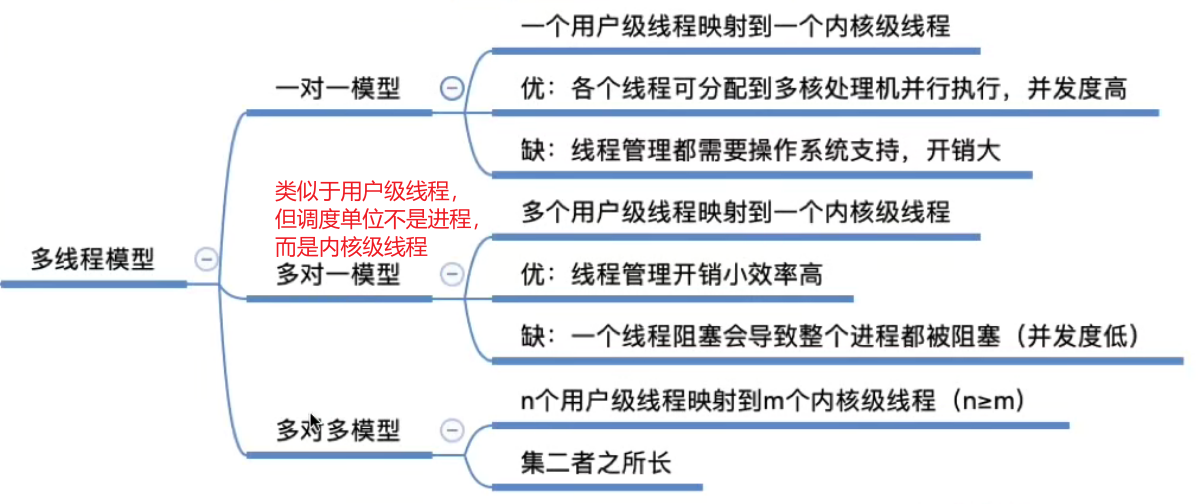 多线程模型
一对一模型
一个用户级线程映射到一个内核级线程
优：各个线程可分配到多核处理机并行执行，并发度高
缺：线程管理都需要操作系统支持，开销大
类似于用户级线程，
但调度单位不是进程，
而是内核级线程
多对一模型
多个用户级线程映射到一个内核级线程
优：线程管理开销小效率高
缺：一个线程阻塞会导致整个进程都被阻塞（并发度低）
多对多模型
n个用户级线程映射到m个内核级线程（n≥m）
集二者之所长